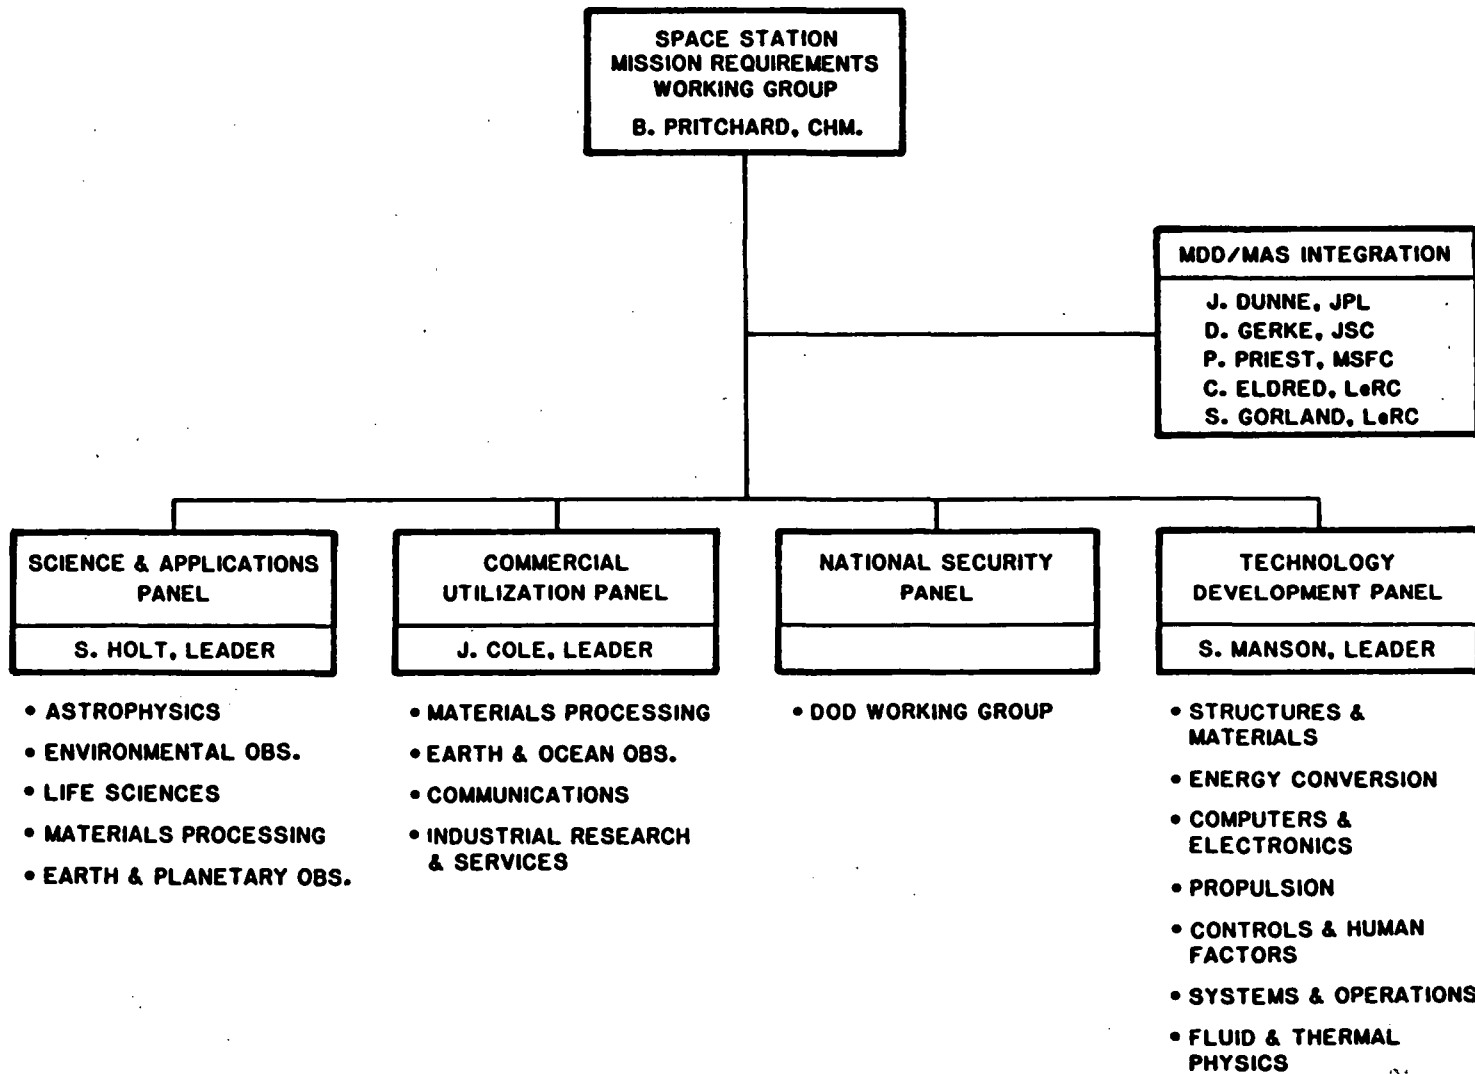 SPACE STATION
MISSION REQUIREMENTS
WORKING GROUP
B. PRITCHARD, CHM.
MDD/MAS INTEGRATION
J. DUNNE, JPL
D. GERKE, JSC
P. PRIEST, MSFC
C. ELDRED, LeRC
S. GORLAND, LeRC
SCIENCE & APPLICATIONS
PANEL
S. HOLT, LEADER
• ASTROPHYSICS
• ENVIRONMENTAL OBS.
• LIFE SCIENCES
• MATERIALS PROCESSING
• EARTH & PLANETARY OBS.
COMMERCIAL
UTILIZATION PANEL
J. COLE, LEADER
• MATERIALS PROCESSING
• EARTH & OCEAN OBS.
• COMMUNICATIONS
• INDUSTRIAL RESEARCH
& SERVICES
NATIONAL SECURITY
PANEL
• DOD WORKING GROUP
TECHNOLOGY
DEVELOPMENT PANEL
S. MANSON, LEADER
• STRUCTURES &
MATERIALS
• ENERGY CONVERSION
• COMPUTERS &
ELECTRONICS
• PROPULSION
• CONTROLS & HUMAN
FACTORS
• SYSTEMS & OPERATIONS
• FLUID & THERMAL
PHYSICS